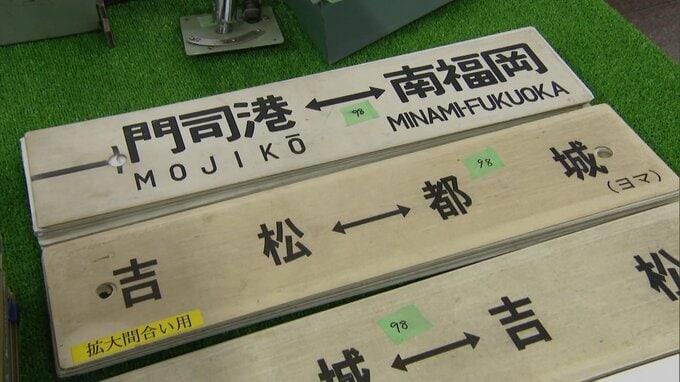 門司港 ↔ 南福岡
MOJIKŌ MINAMI-FUKUOKA
98
吉松 ↔ 都城
(ヨマ)
98
拡大間合い用
城 ↔ 吉松
98